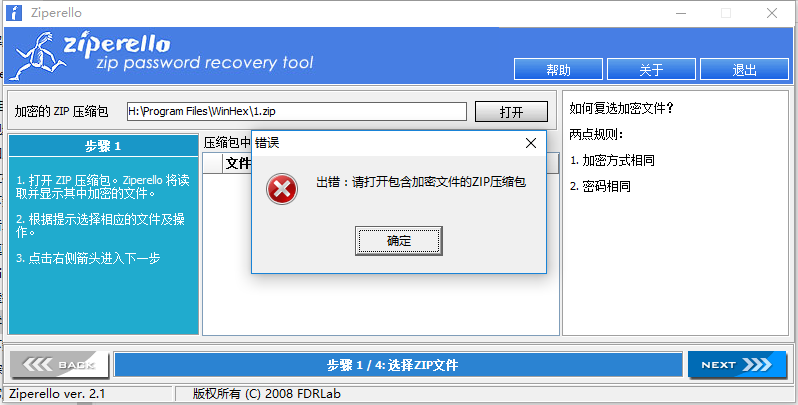 Ziperello
ziperello
zip password recovery tool
帮助
关于
退出
加密的 ZIP 压缩包
H:\Program Files\WinHex\1.zip
打开
步骤 1
1. 打开 ZIP 压缩包。Ziperello 将读
取并显示其中加密的文件。
2. 根据提示选择相应的文件及操
作。
3. 点击右侧箭头进入下一步
压缩包中
文件
错误
出错：请打开包含加密文件的ZIP压缩包
确定
如何复选加密文件?
两点规则：
1. 加密方式相同
2. 密码相同
BACK
步骤 1 / 4: 选择ZIP文件
NEXT
Ziperello ver. 2.1
版权所有 (C) 2008 FDRLab